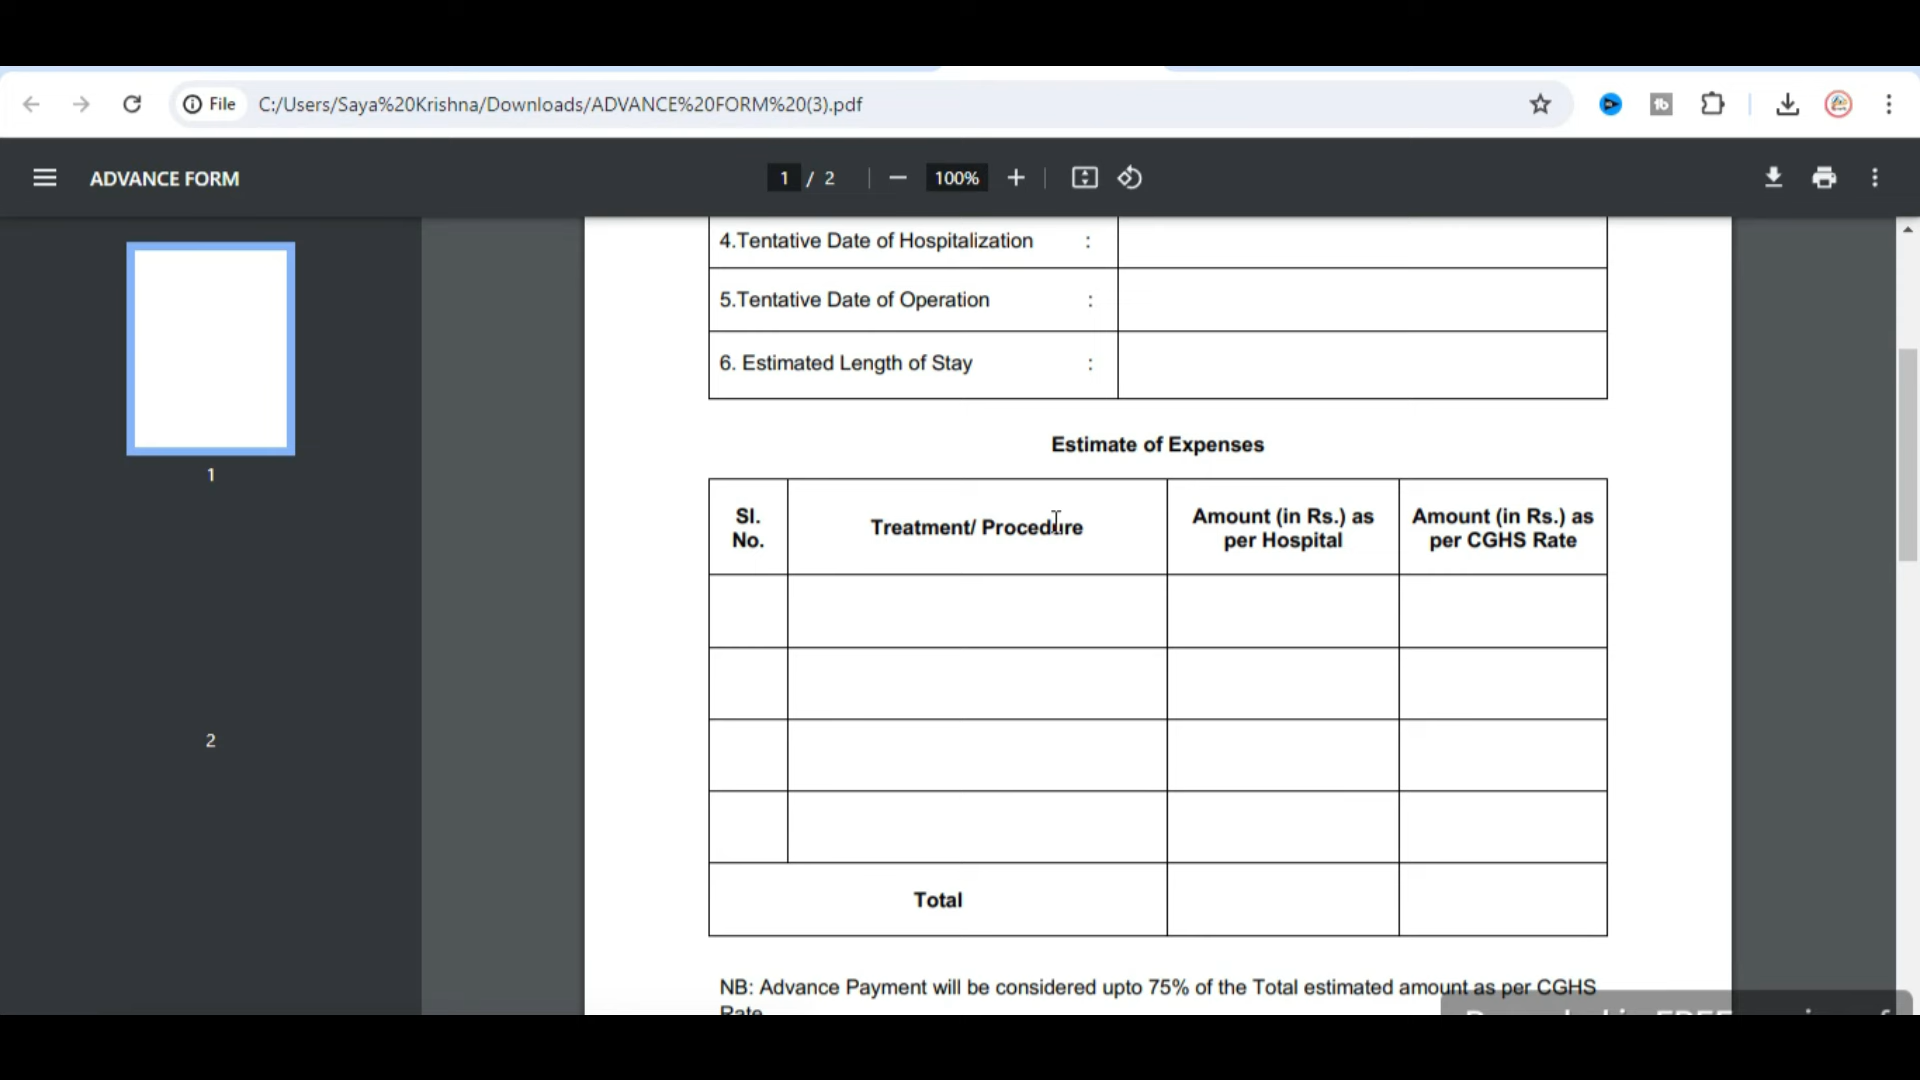 File C:/Users/Saya%20Krishna/Downloads/ADVANCE%20FORM%20(3).pdf
ADVANCE FORM 1 / 2 100%
4.Tentative Date of Hospitalization :
5.Tentative Date of Operation :
6. Estimated Length of Stay :
1
Estimate of Expenses
Sl. No. Treatment/ Procedure Amount (in Rs.) as per Hospital Amount (in Rs.) as per CGHS Rate
2
Total
NB: Advance Payment will be considered upto 75% of the Total estimated amount as per CGHS
Rate